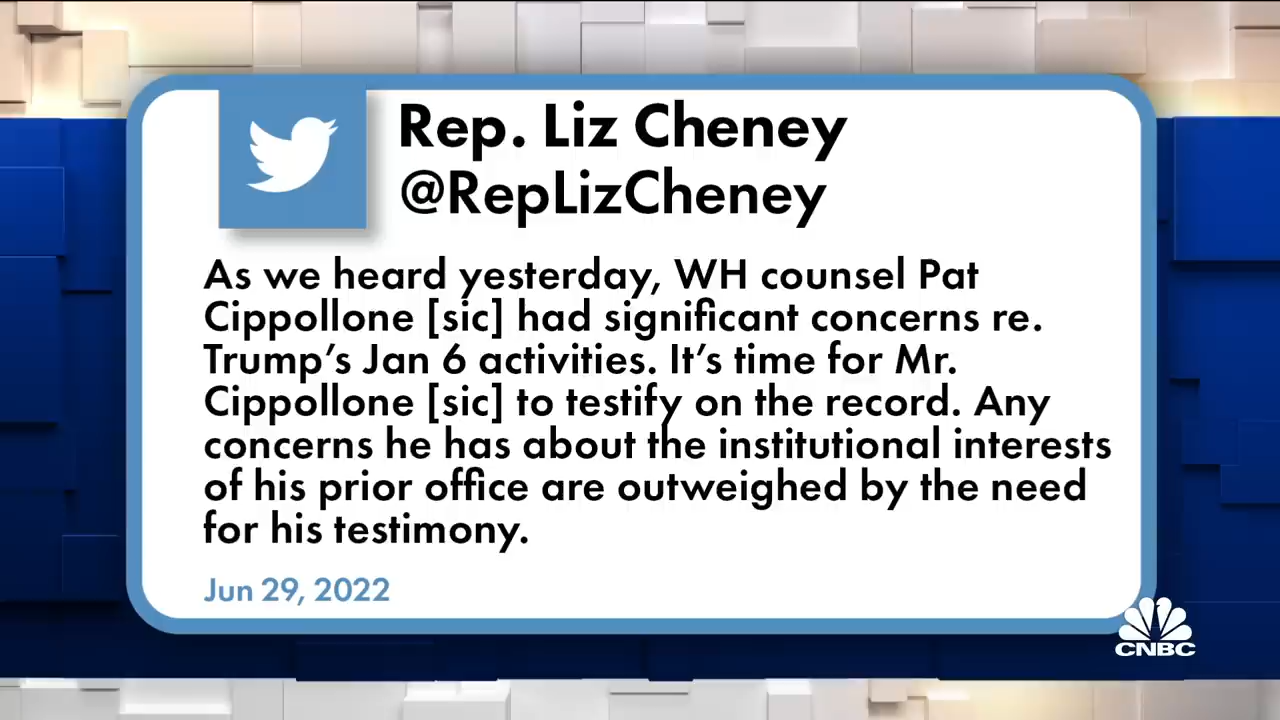 Rep. Liz Cheney
@RepLizCheney
As we heard yesterday, WH counsel Pat
Cippollone [sic] had significant concerns re.
Trump’s Jan 6 activities. It’s time for Mr.
Cippollone [sic] to testify on the record. Any
concerns he has about the institutional interests
of his prior office are outweighed by the need
for his testimony.
Jun 29, 2022
CNBC